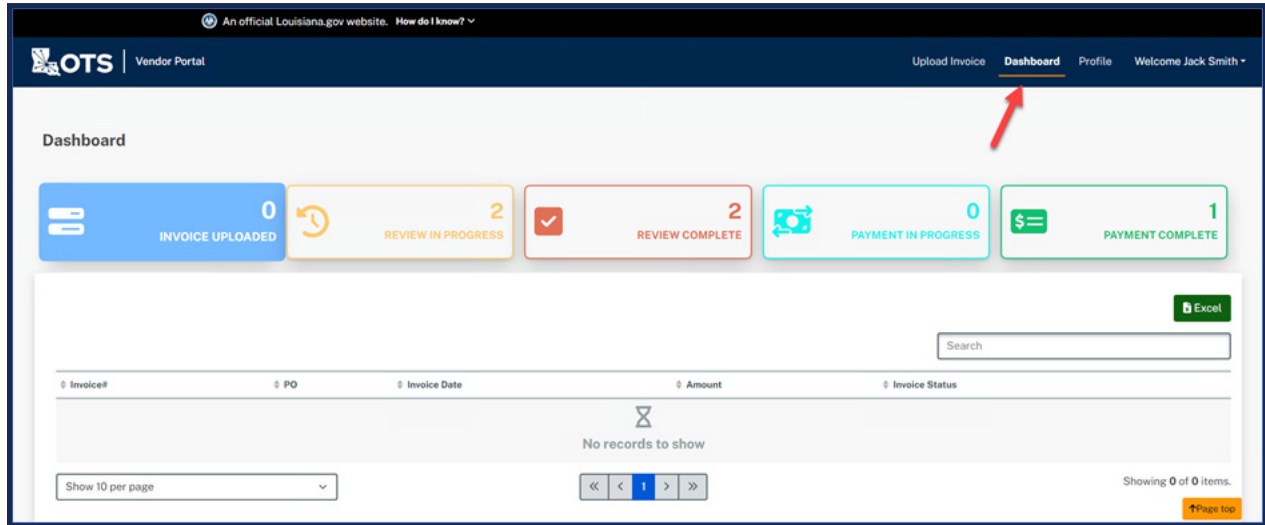 An official Louisiana.gov website. How do I know?
OTS Vendor Portal Upload Invoice Dashboard Profile Welcome Jack Smith
Dashboard
0 2 2 0 1
INVOICE UPLOADED REVIEW IN PROGRESS REVIEW COMPLETE PAYMENT IN PROGRESS PAYMENT COMPLETE
Excel
Search
Invoice# PO Invoice Date Amount Invoice Status
No records to show
Show 10 per page « < 1 > » Showing 0 of 0 items.
↑Page top